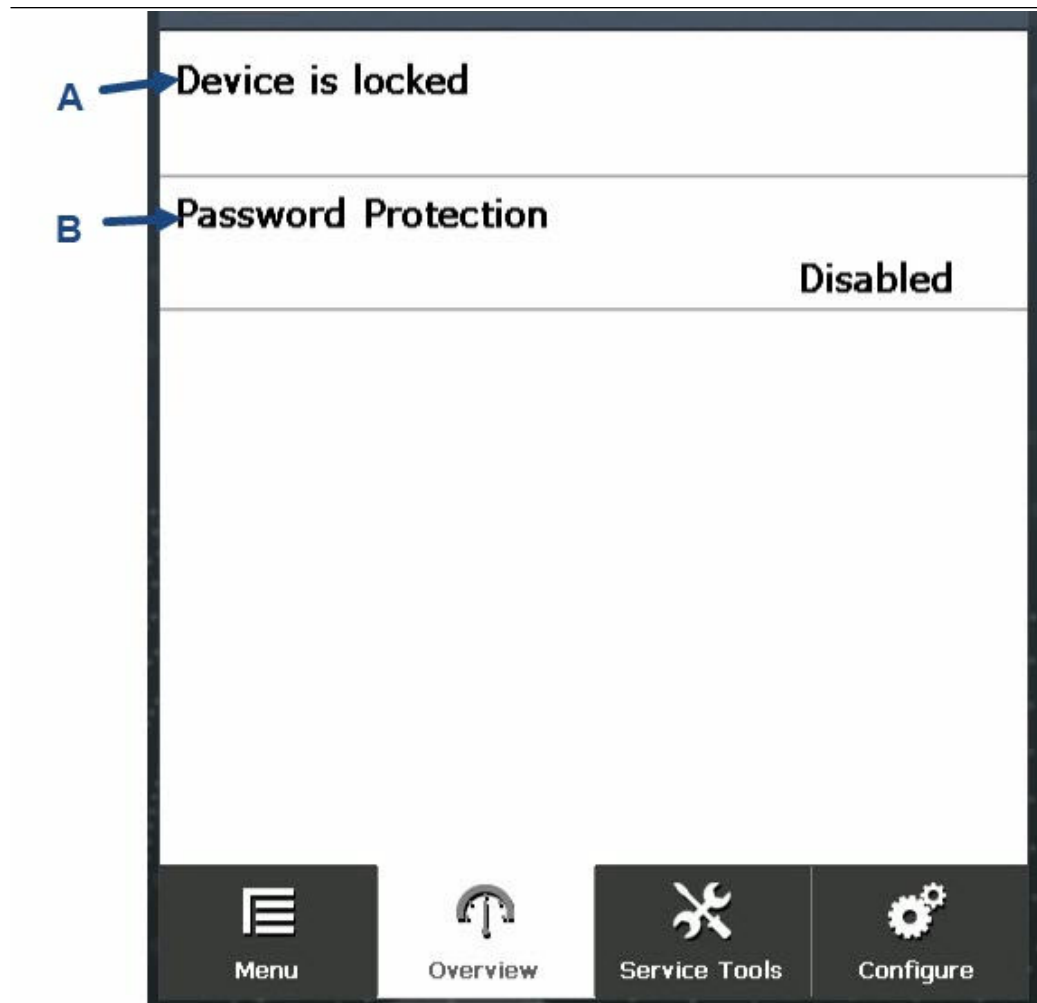 A
Device is locked
B
Password Protection
Disabled
Menu
Overview
Service Tools
Configure